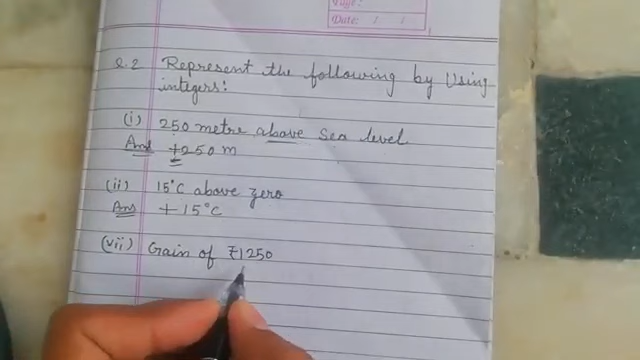 Page:
Date: / /
Q.2 Represent the following by Using
integers:
(i) 250 metre above sea level.
Ans +250 m
(ii) 15°C above zero
Ans +15°C
(vii) Gain of ₹1250